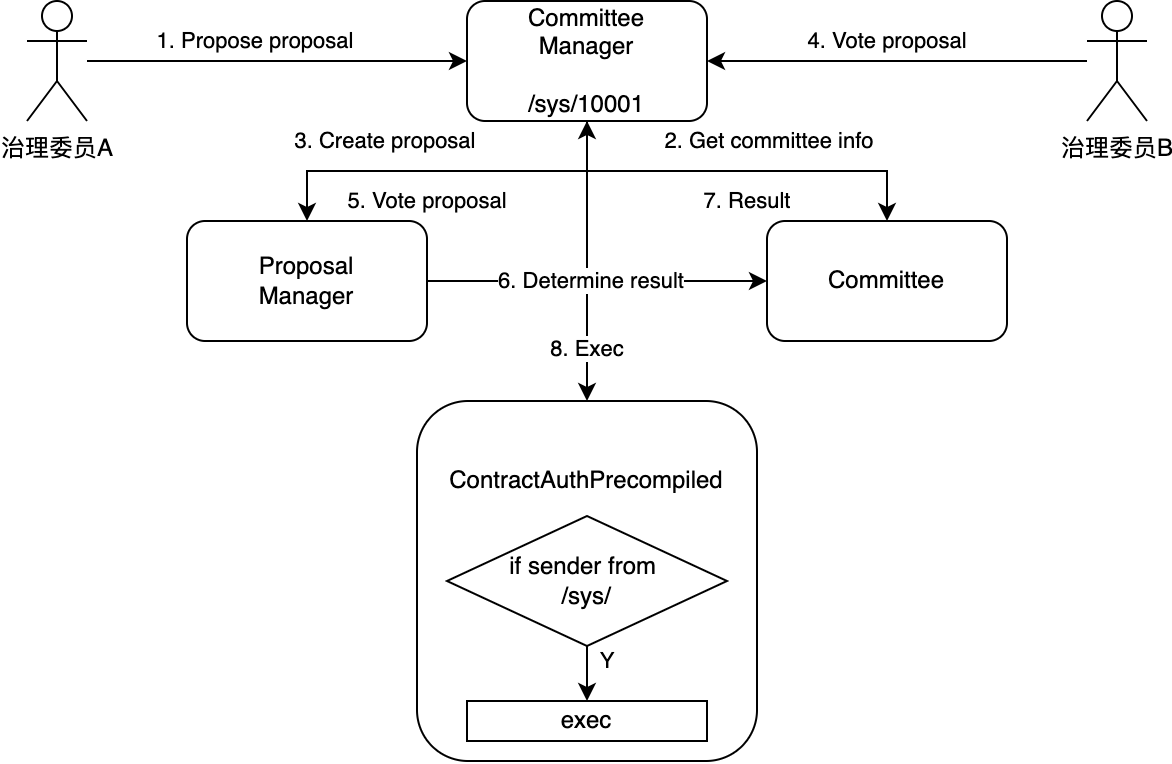 Committee
Manager
/sys/10001
1. Propose proposal
4. Vote proposal
治理委员A
治理委员B
3. Create proposal
2. Get committee info
5. Vote proposal
7. Result
Proposal
Manager
6. Determine result
Committee
8. Exec
ContractAuthPrecompiled
if sender from
/sys/
Y
exec